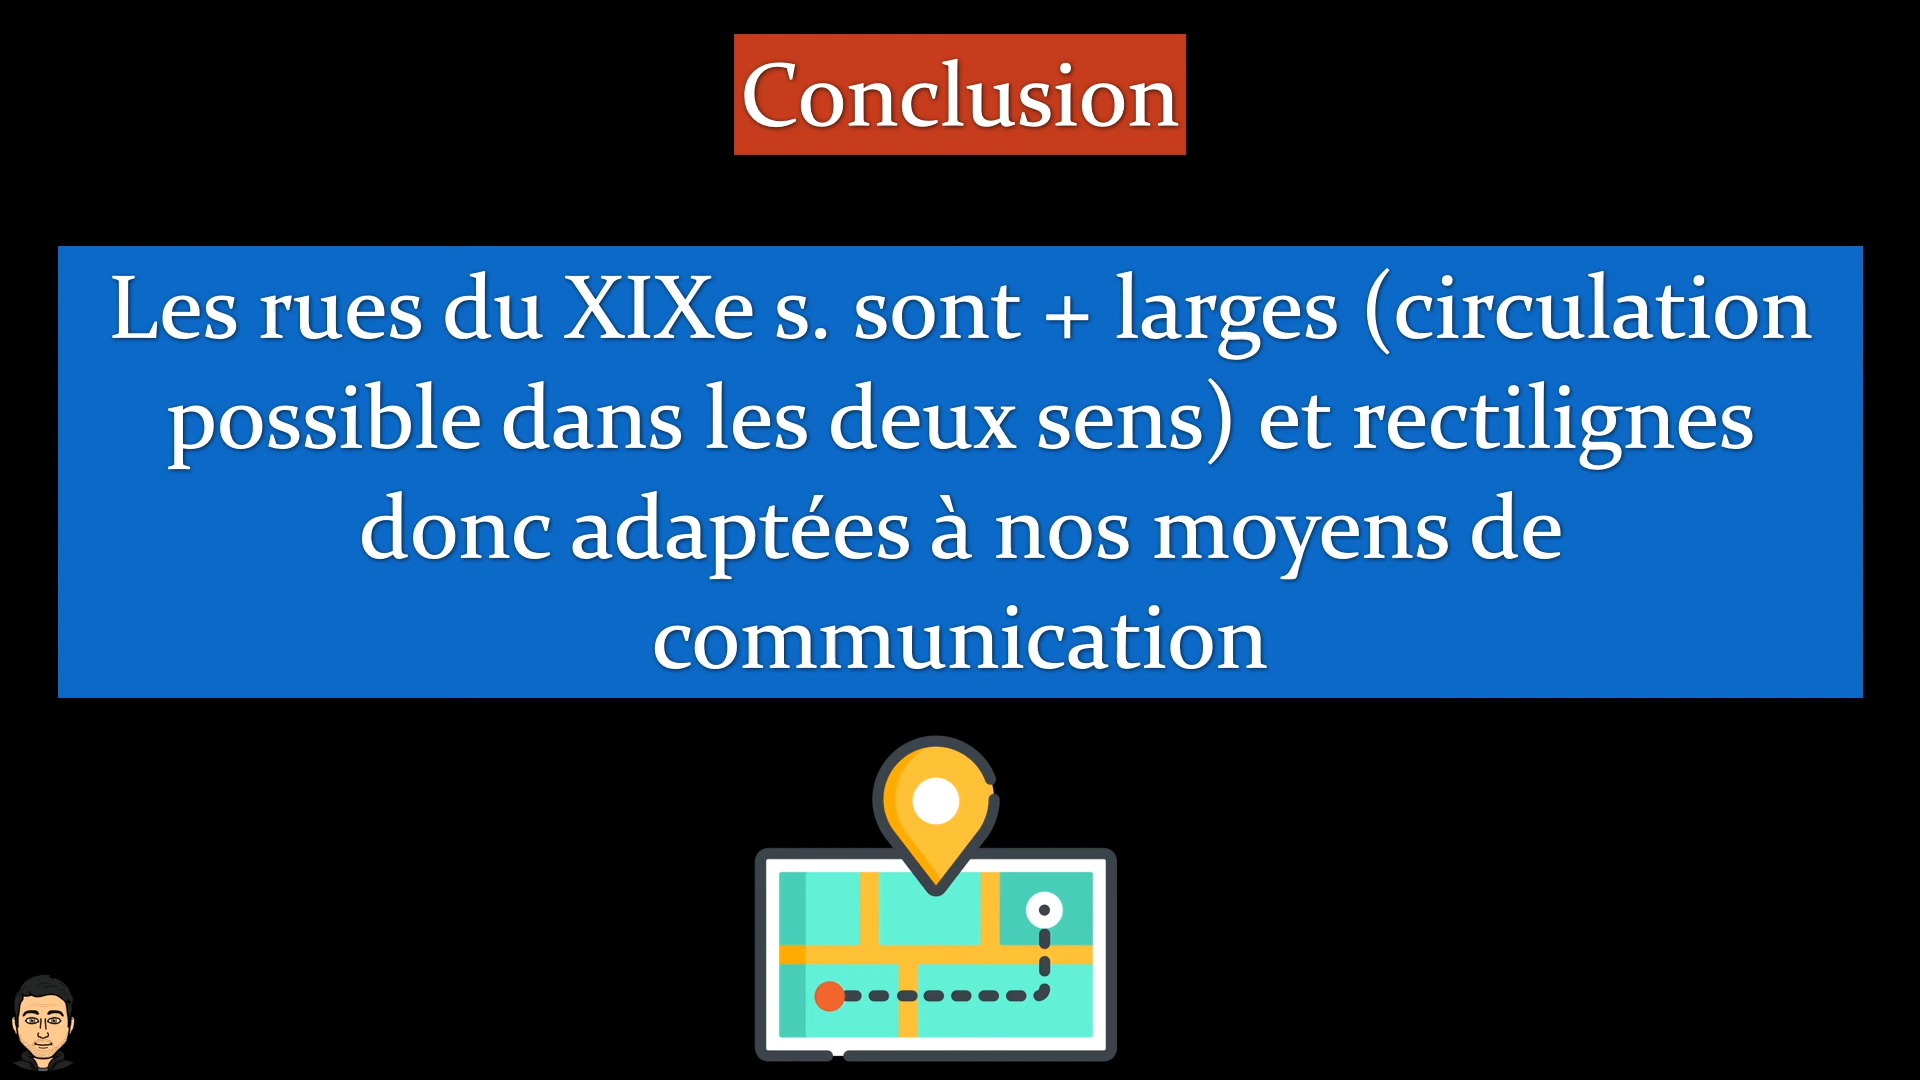 Conclusion
Les rues du XIXe s. sont + larges (circulation
possible dans les deux sens) et rectilignes
donc adaptées à nos moyens de
communication